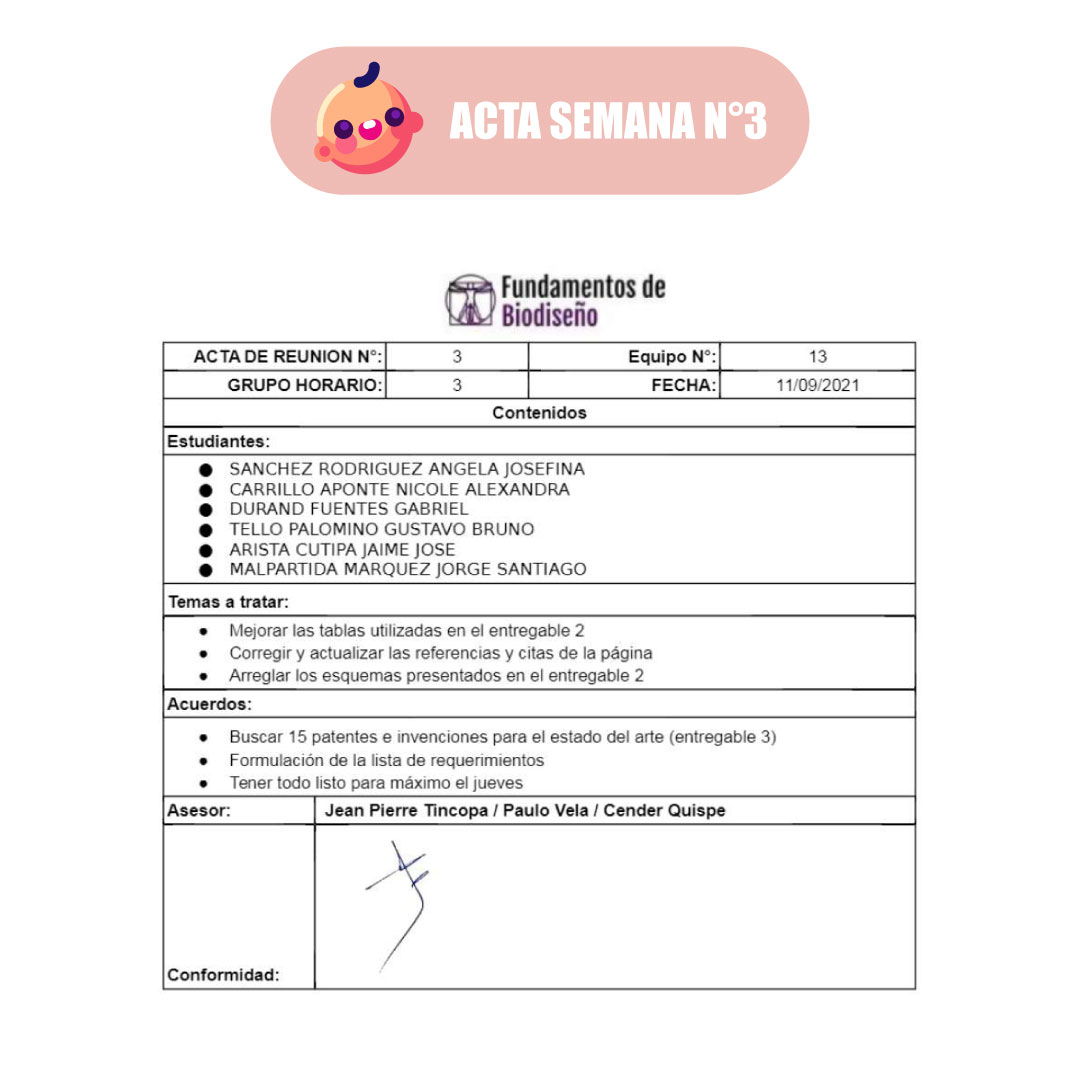 ACTA SEMANA N°3
Fundamentos de
Biodiseño
ACTA DE REUNION N°: 3 Equipo N°: 13
GRUPO HORARIO: 3 FECHA: 11/09/2021
Contenidos
Estudiantes:
● SANCHEZ RODRIGUEZ ANGELA JOSEFINA
● CARRILLO APONTE NICOLE ALEXANDRA
● DURAND FUENTES GABRIEL
● TELLO PALOMINO GUSTAVO BRUNO
● ARISTA CUTIPA JAIME JOSE
● MALPARTIDA MARQUEZ JORGE SANTIAGO
Temas a tratar:
● Mejorar las tablas utilizadas en el entregable 2
● Corregir y actualizar las referencias y citas de la página
● Arreglar los esquemas presentados en el entregable 2
Acuerdos:
● Buscar 15 patentes e invenciones para el estado del arte (entregable 3)
● Formulación de la lista de requerimientos
● Tener todo listo para máximo el jueves
Asesor: Jean Pierre Tincopa / Paulo Vela / Cender Quispe
Conformidad: